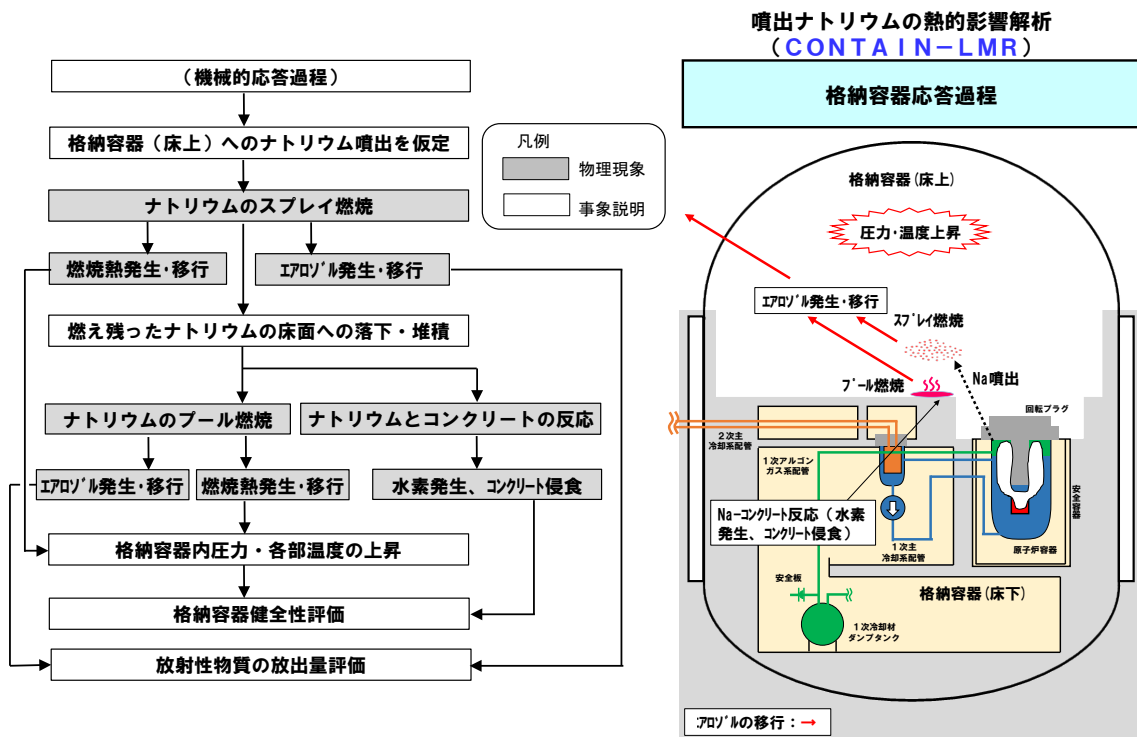 (機械的応答過程)
格納容器(床上)へのナトリウム噴出を仮定
ナトリウムのスプレイ燃焼
燃焼熱発生・移行
エアロゾル発生・移行
燃え残ったナトリウムの床面への落下・堆積
ナトリウムのプール燃焼
ナトリウムとコンクリートの反応
エアロゾル発生・移行
燃焼熱発生・移行
水素発生、コンクリート侵食
格納容器内圧力・各部温度の上昇
格納容器健全性評価
放射性物質の放出量評価
凡例
物理現象
事象説明
噴出ナトリウムの熱的影響解析
(CONTAIN-LMR)
格納容器応答過程
格納容器(床上)
圧力・温度上昇
エアロゾル発生・移行
スプレイ燃焼
プール燃焼
Na噴出
回転プラグ
2次主
冷却系配管
1次アルゴン
ガス系配管
安全容器
Na-コンクリート反応(水素
発生、コンクリート侵食)
1次主
冷却系配管
原子炉容器
安全板
格納容器(床下)
1次冷却材
ダンプタンク
アロゾルの移行:→